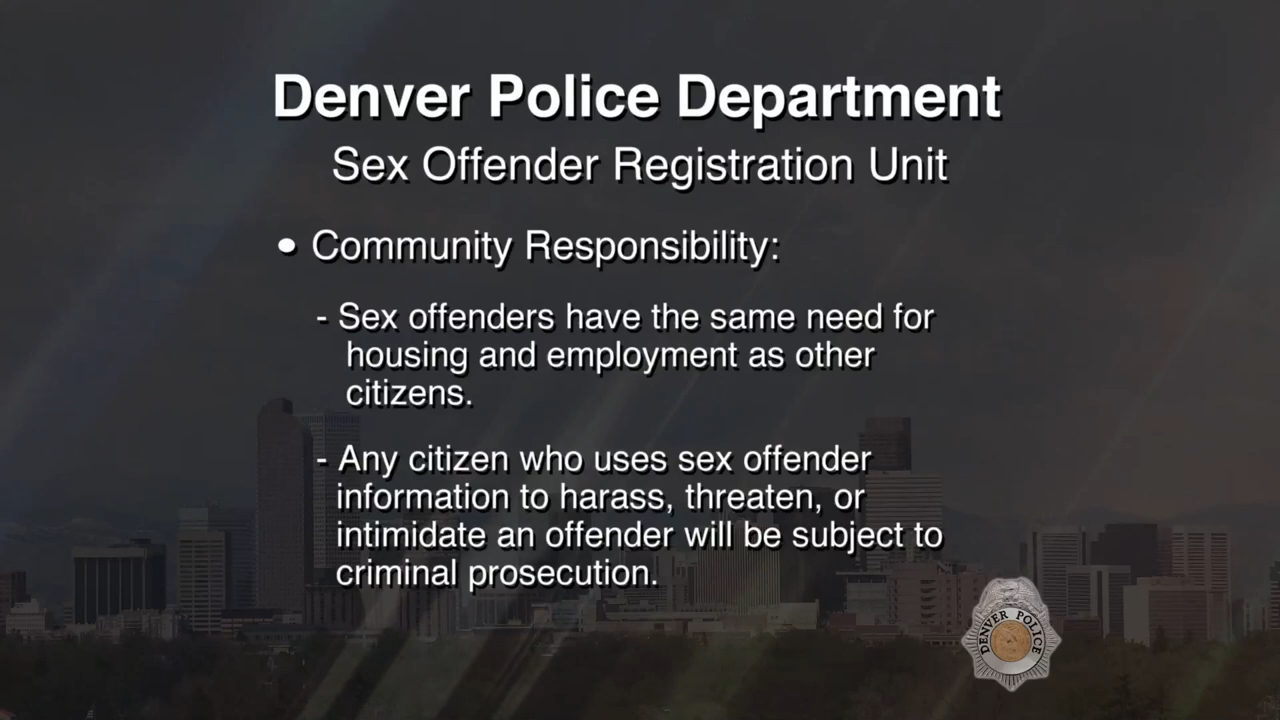 Denver Police Department
Sex Offender Registration Unit
• Community Responsibility:
- Sex offenders have the same need for
housing and employment as other
citizens.
- Any citizen who uses sex offender
information to harass, threaten, or
intimidate an offender will be subject to
criminal prosecution.
DENVER POLICE